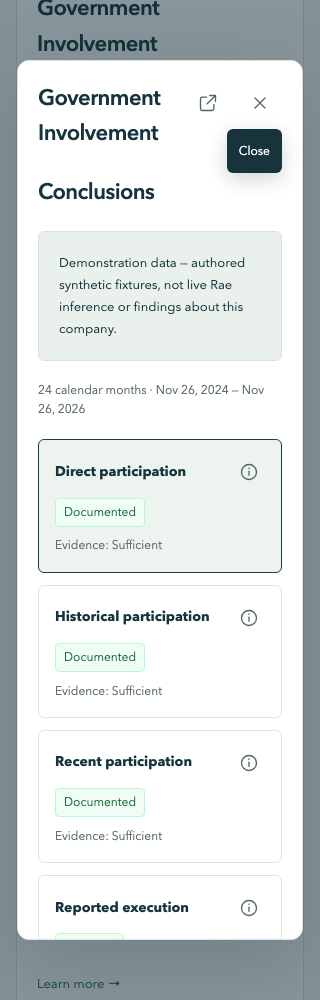 Government
Involvement
Government
Involvement
Close
Conclusions
Demonstration data – authored
synthetic fixtures, not live Rae
inference or findings about this
company.
24 calendar months · Nov 26, 2024 – Nov
26, 2026
Direct participation
Documented
Evidence: Sufficient
Historical participation
Documented
Evidence: Sufficient
Recent participation
Documented
Evidence: Sufficient
Reported execution
Learn more →